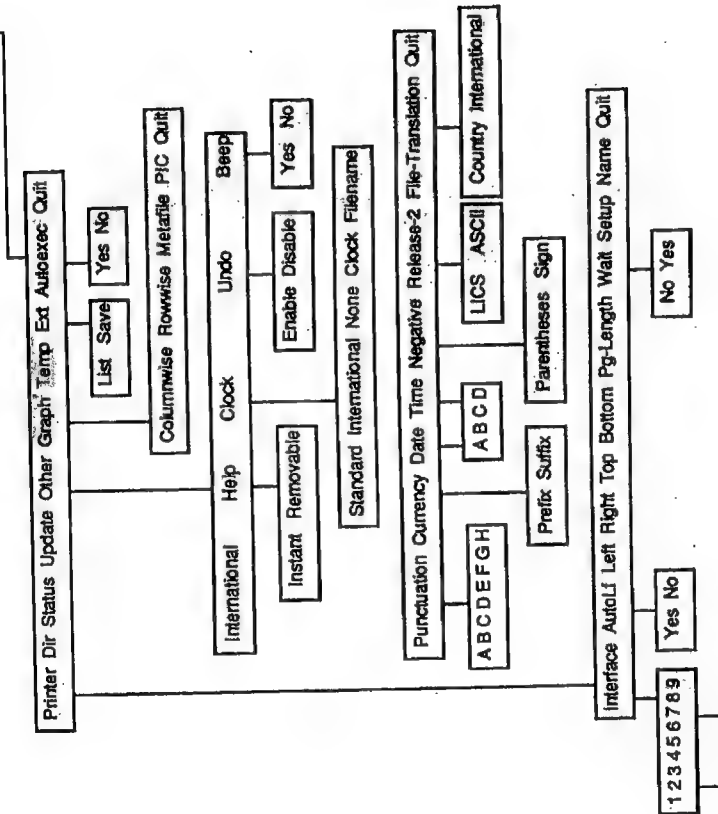 Printer Dir Status Update Other Graph Temp Ext Autoexec Quit
List Save
Yes No
Columnwise Rowwise Metafile PIC Quit
International Help Clock Undo Beep
Instant Removable
Enable Disable
Yes No
Standard International None Clock Filename
Punctuation Currency Date Time Negative Release-2 File-Translation Quit
A B C D E F G H
A B C D
LICS ASCII
Country International
Prefix Suffix
Parentheses Sign
Interface AutoLf Left Right Top Bottom Pg-Length Wait Setup Name Quit
1 2 3 4 5 6 7 8 9
Yes No
No Yes